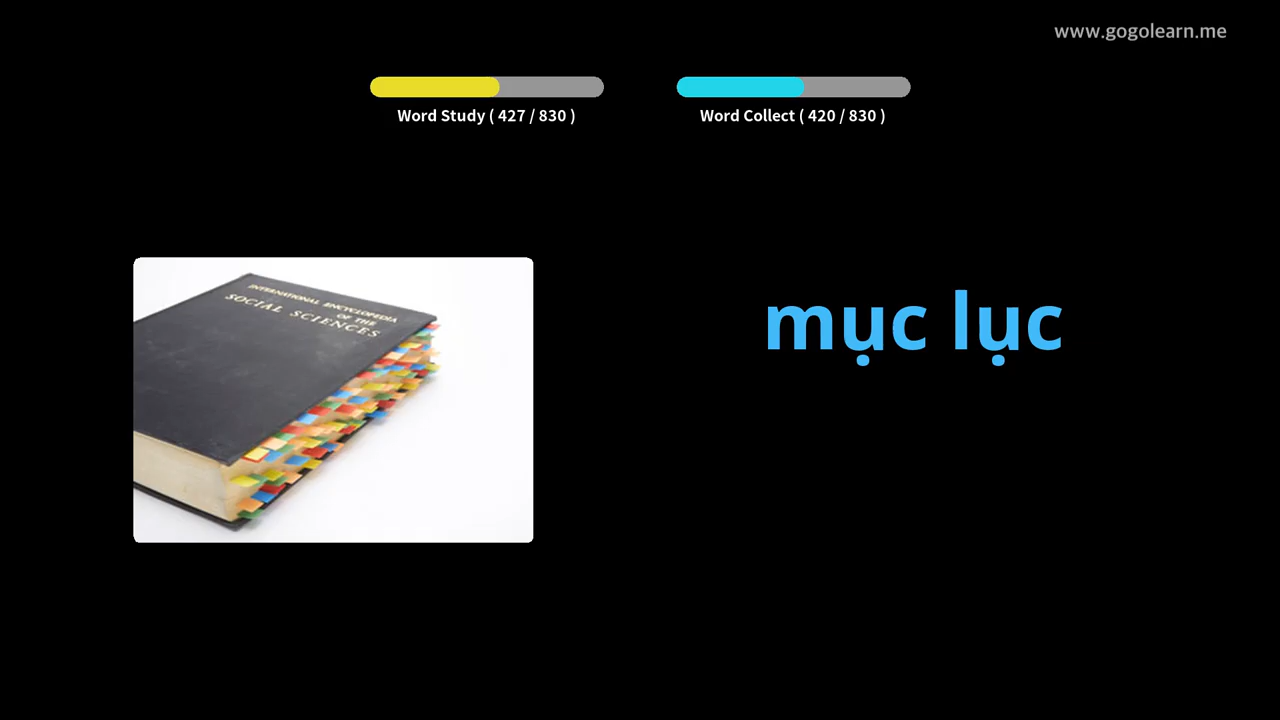 www.gogolearn.me
Word Study ( 427 / 830 )
Word Collect ( 420 / 830 )
INTERNATIONAL ENCYCLOPEDIA
OF THE
SOCIAL SCIENCES
mục lục